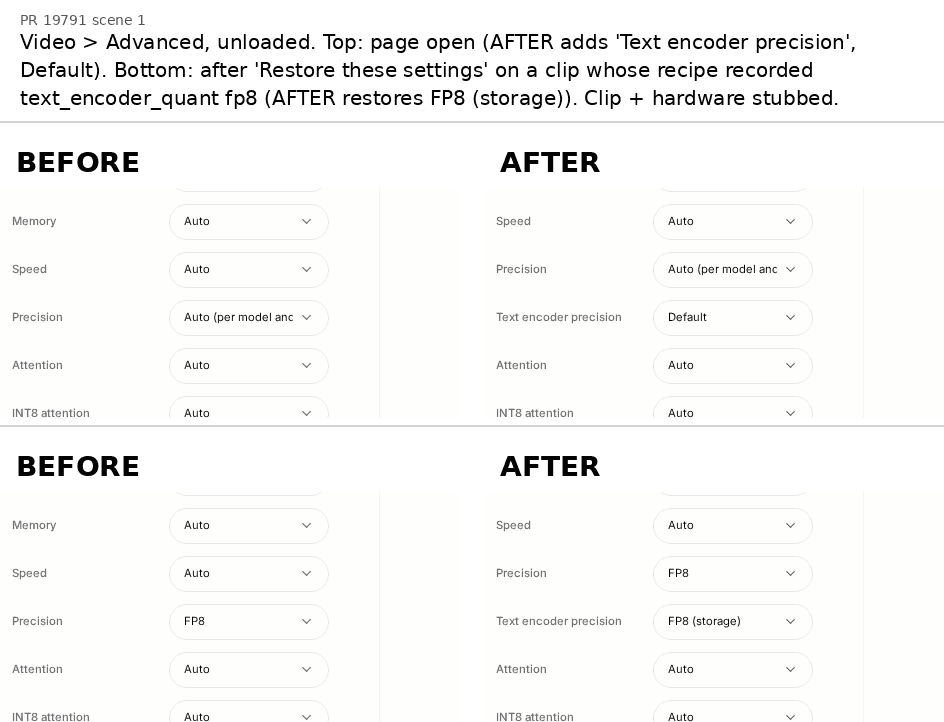 PR 19791 scene 1
Video > Advanced, unloaded. Top: page open (AFTER adds 'Text encoder precision',
Default). Bottom: after 'Restore these settings' on a clip whose recipe recorded
text_encoder_quant fp8 (AFTER restores FP8 (storage)). Clip + hardware stubbed.
BEFORE
Memory Auto
Speed Auto
Precision Auto (per model and
Attention Auto
INT8 attention Auto
AFTER
Speed Auto
Precision Auto (per model and
Text encoder precision Default
Attention Auto
INT8 attention Auto
BEFORE
Memory Auto
Speed Auto
Precision FP8
Attention Auto
INT8 attention Auto
AFTER
Speed Auto
Precision FP8
Text encoder precision FP8 (storage)
Attention Auto
INT8 attention Auto